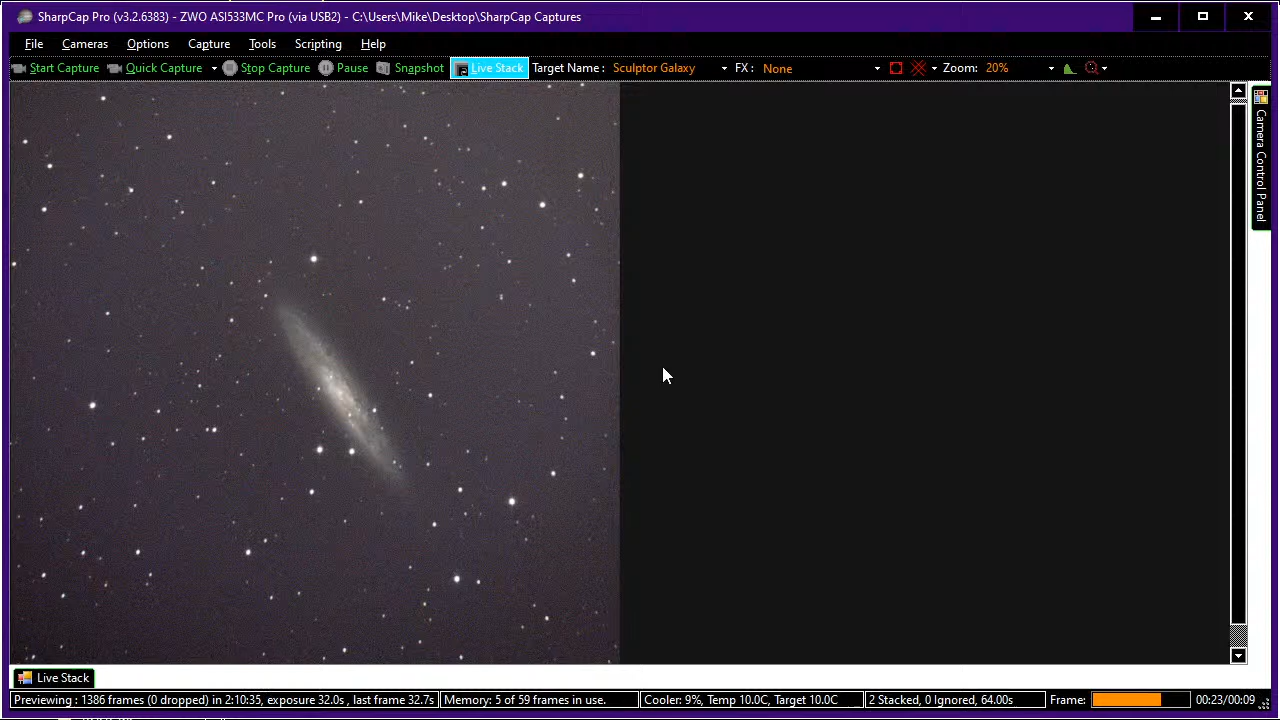 SharpCap Pro (v3.2.6383) - ZWO ASI533MC Pro (via USB2) - C:\Users\Mike\Desktop\SharpCap Captures
File Cameras Options Capture Tools Scripting Help
Start Capture Quick Capture Stop Capture Pause Snapshot Live Stack Target Name : Sculptor Galaxy FX : None Zoom: 20%
Camera Control Panel
Live Stack
Previewing : 1386 frames (0 dropped) in 2:10:35, exposure 32.0s , last frame 32.7s Memory: 5 of 59 frames in use. Cooler: 9%, Temp 10.0C, Target 10.0C 2 Stacked, 0 Ignored, 64.00s Frame: 00:23/00:09